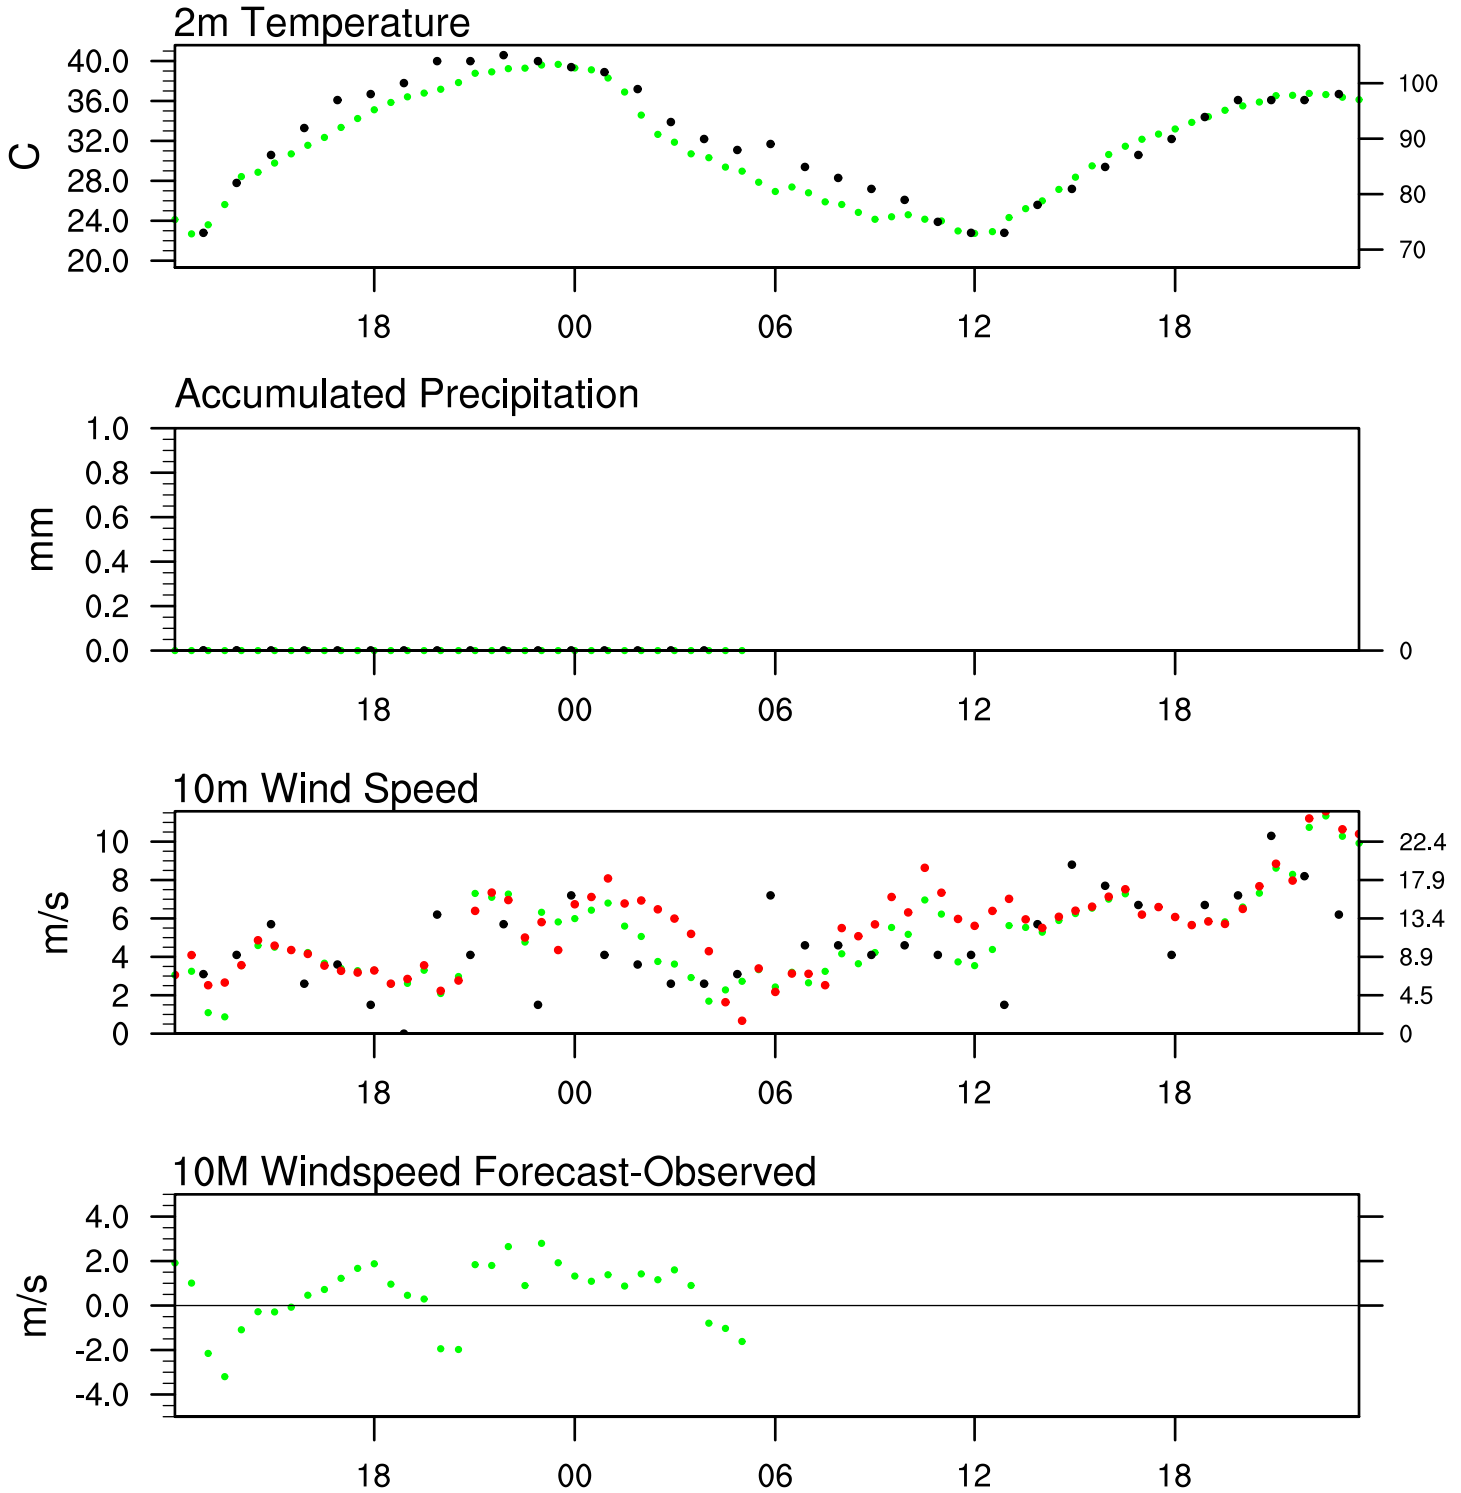 2m Temperature
40.0
36.0
32.0
28.0
24.0
20.0
C
100
90
80
70
18 00 06 12 18
Accumulated Precipitation
1.0
0.8
0.6
0.4
0.2
0.0
mm
0
18 00 06 12 18
10m Wind Speed
10
8
6
4
2
0
m/s
22.4
17.9
13.4
8.9
4.5
0
18 00 06 12 18
10M Windspeed Forecast-Observed
4.0
2.0
0.0
-2.0
-4.0
m/s
18 00 06 12 18